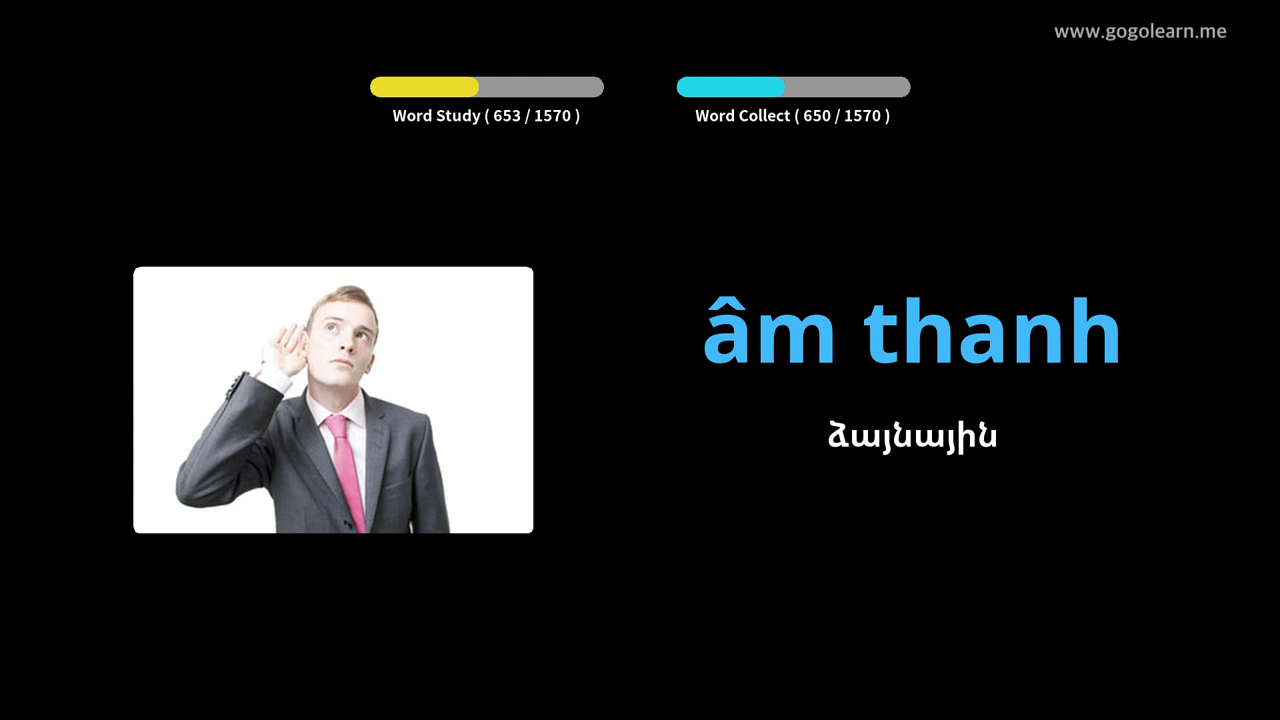 www.gogolearn.me
Word Study ( 653 / 1570 )
Word Collect ( 650 / 1570 )
âm thanh
ձայնային